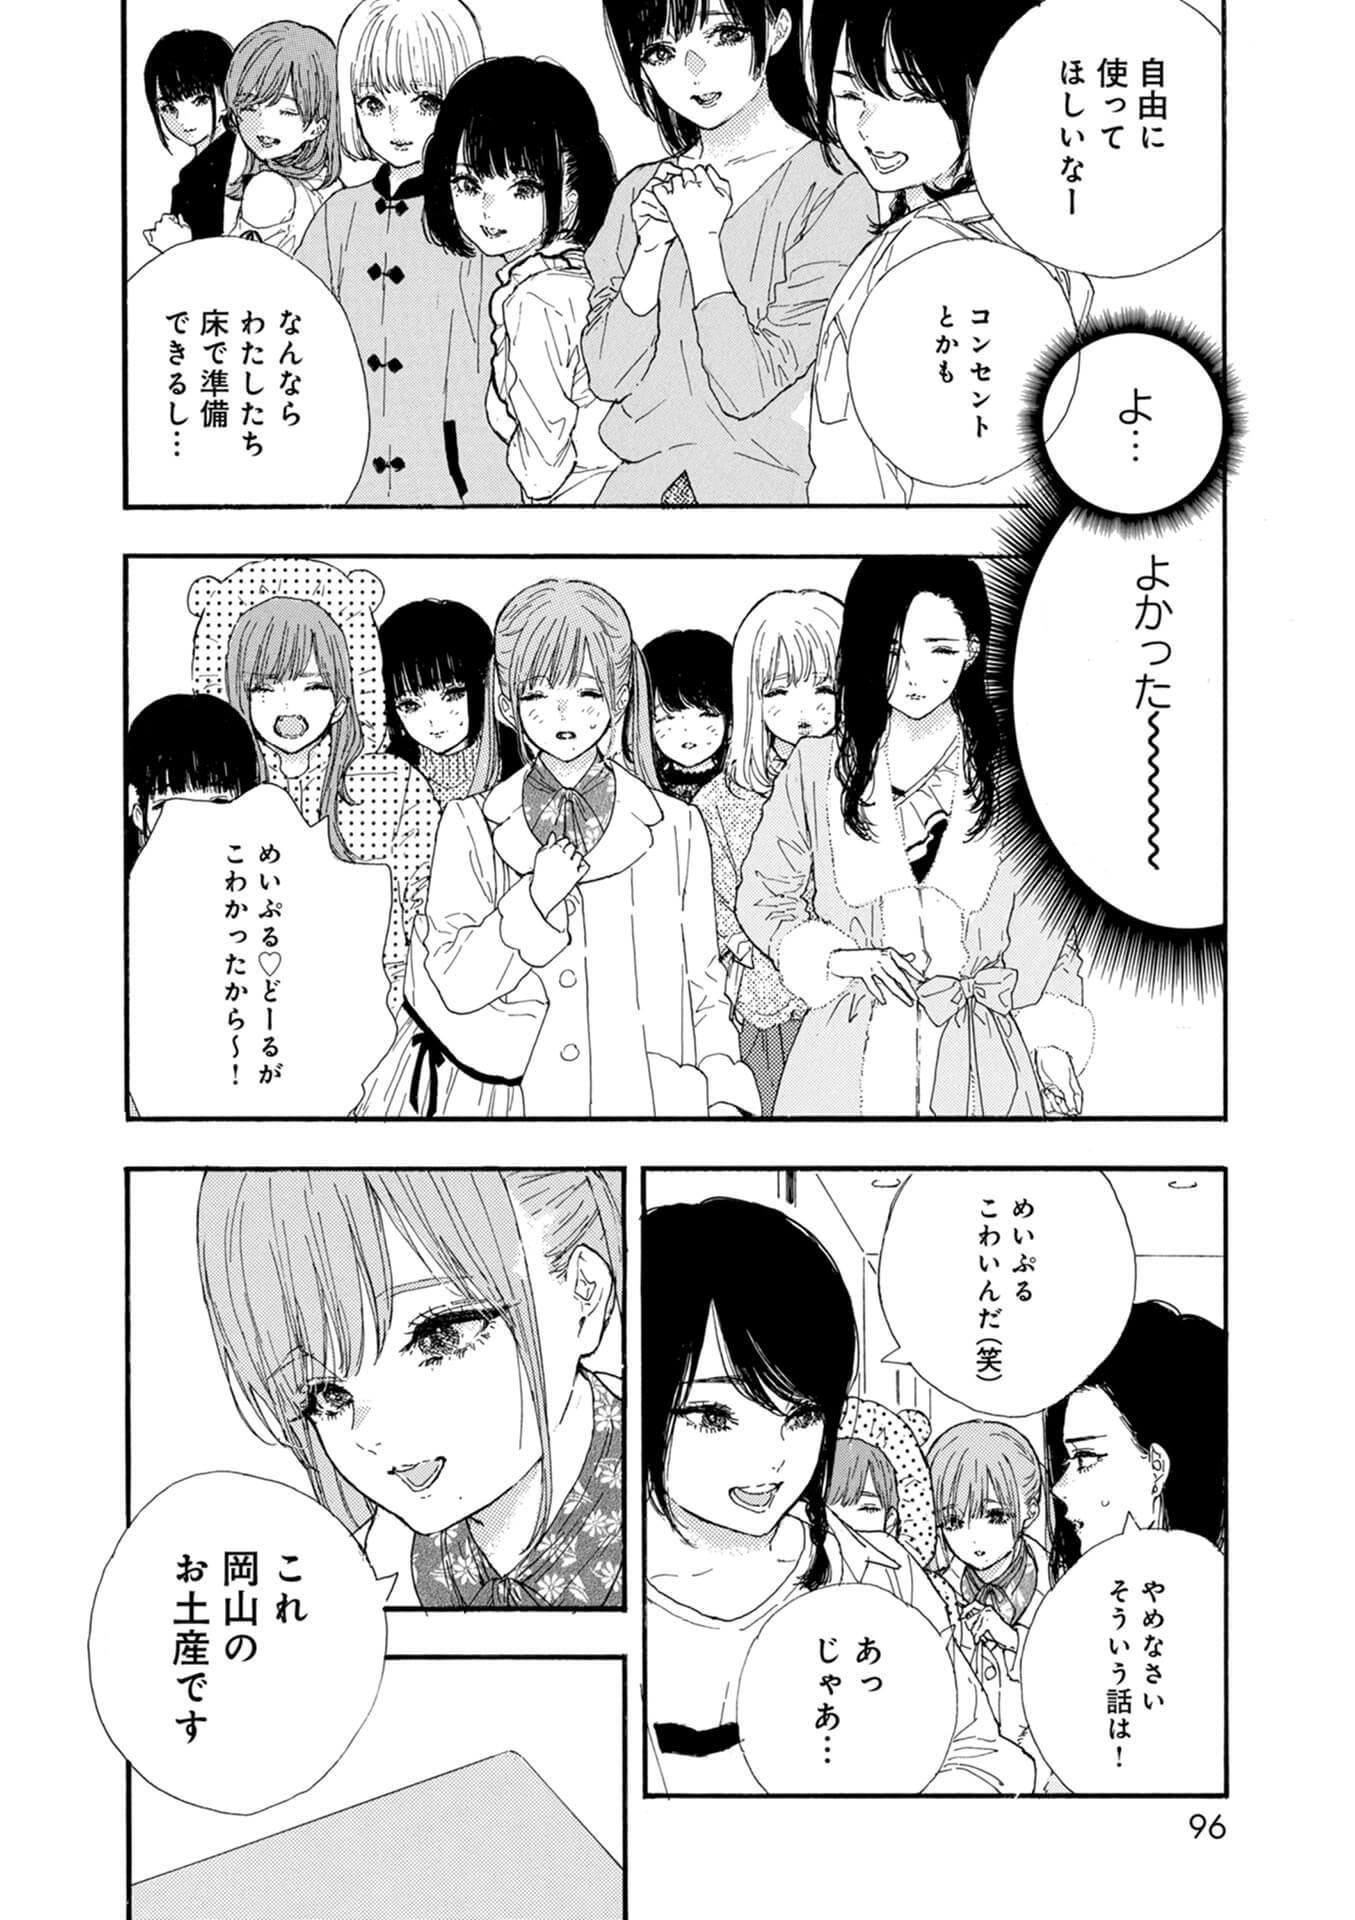 自由に
使って
ほしいなー
コンセント
とかも
なんなら
わたしたち
床で準備
できるし…
よ…
よかった〜〜〜〜〜〜
めいぷる♡どーるが
こわかったから〜！
めいぷる
こわいんだ(笑)
やめなさい
そういう話は！
あっ
じゃあ…
これ
岡山の
お土産です
96